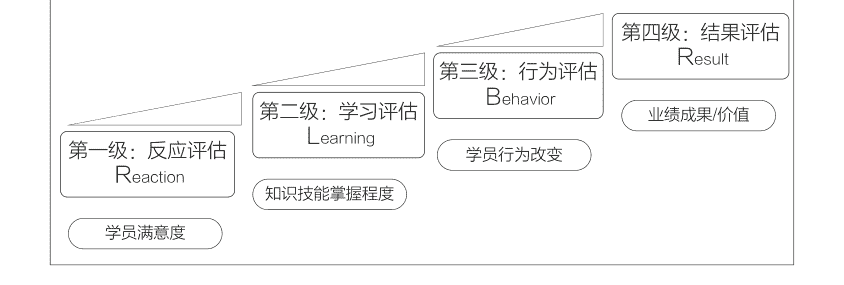 第一级：反应评估
Reaction
学员满意度
第二级：学习评估
Learning
知识技能掌握程度
第三级：行为评估
Behavior
学员行为改变
第四级：结果评估
Result
业绩成果/价值